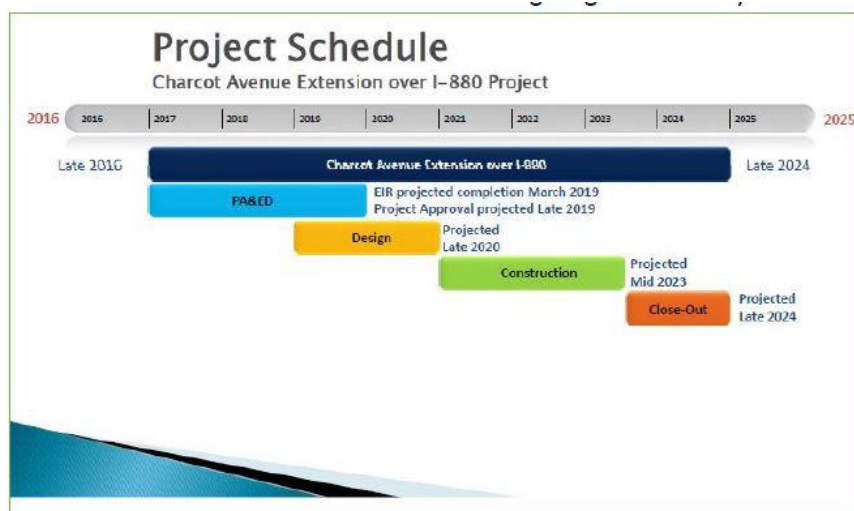 Project Schedule
Charcot Avenue Extension over I-880 Project
2016 2016 2017 2018 2019 2020 2021 2022 2023 2024 2025 2025
Late 2016 Charcot Avenue Extension over I-880 Late 2024
PA&ED
EIR projected completion March 2019
Project Approval projected Late 2019
Design
Projected
Late 2020
Construction
Projected
Mid 2023
Close-Out
Projected
Late 2024